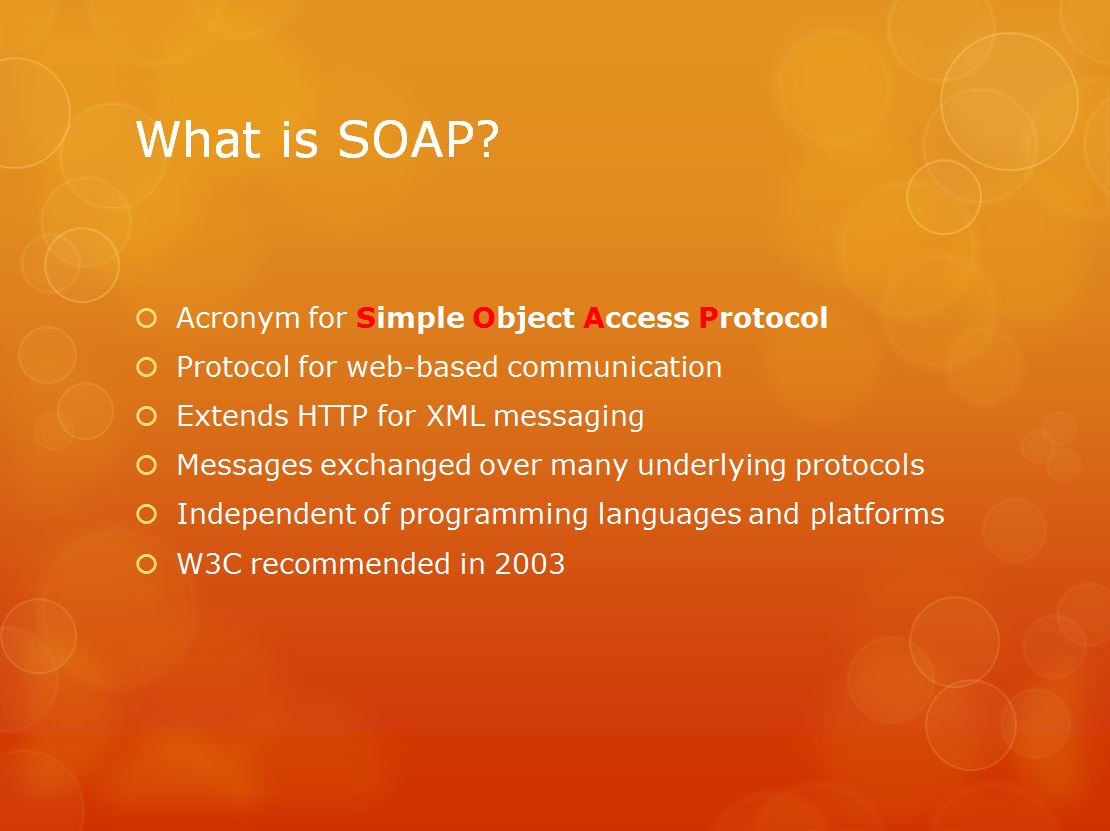 What is SOAP?
Acronym for Simple Object Access Protocol
Protocol for web-based communication
Extends HTTP for XML messaging
Messages exchanged over many underlying protocols
Independent of programming languages and platforms
W3C recommended in 2003